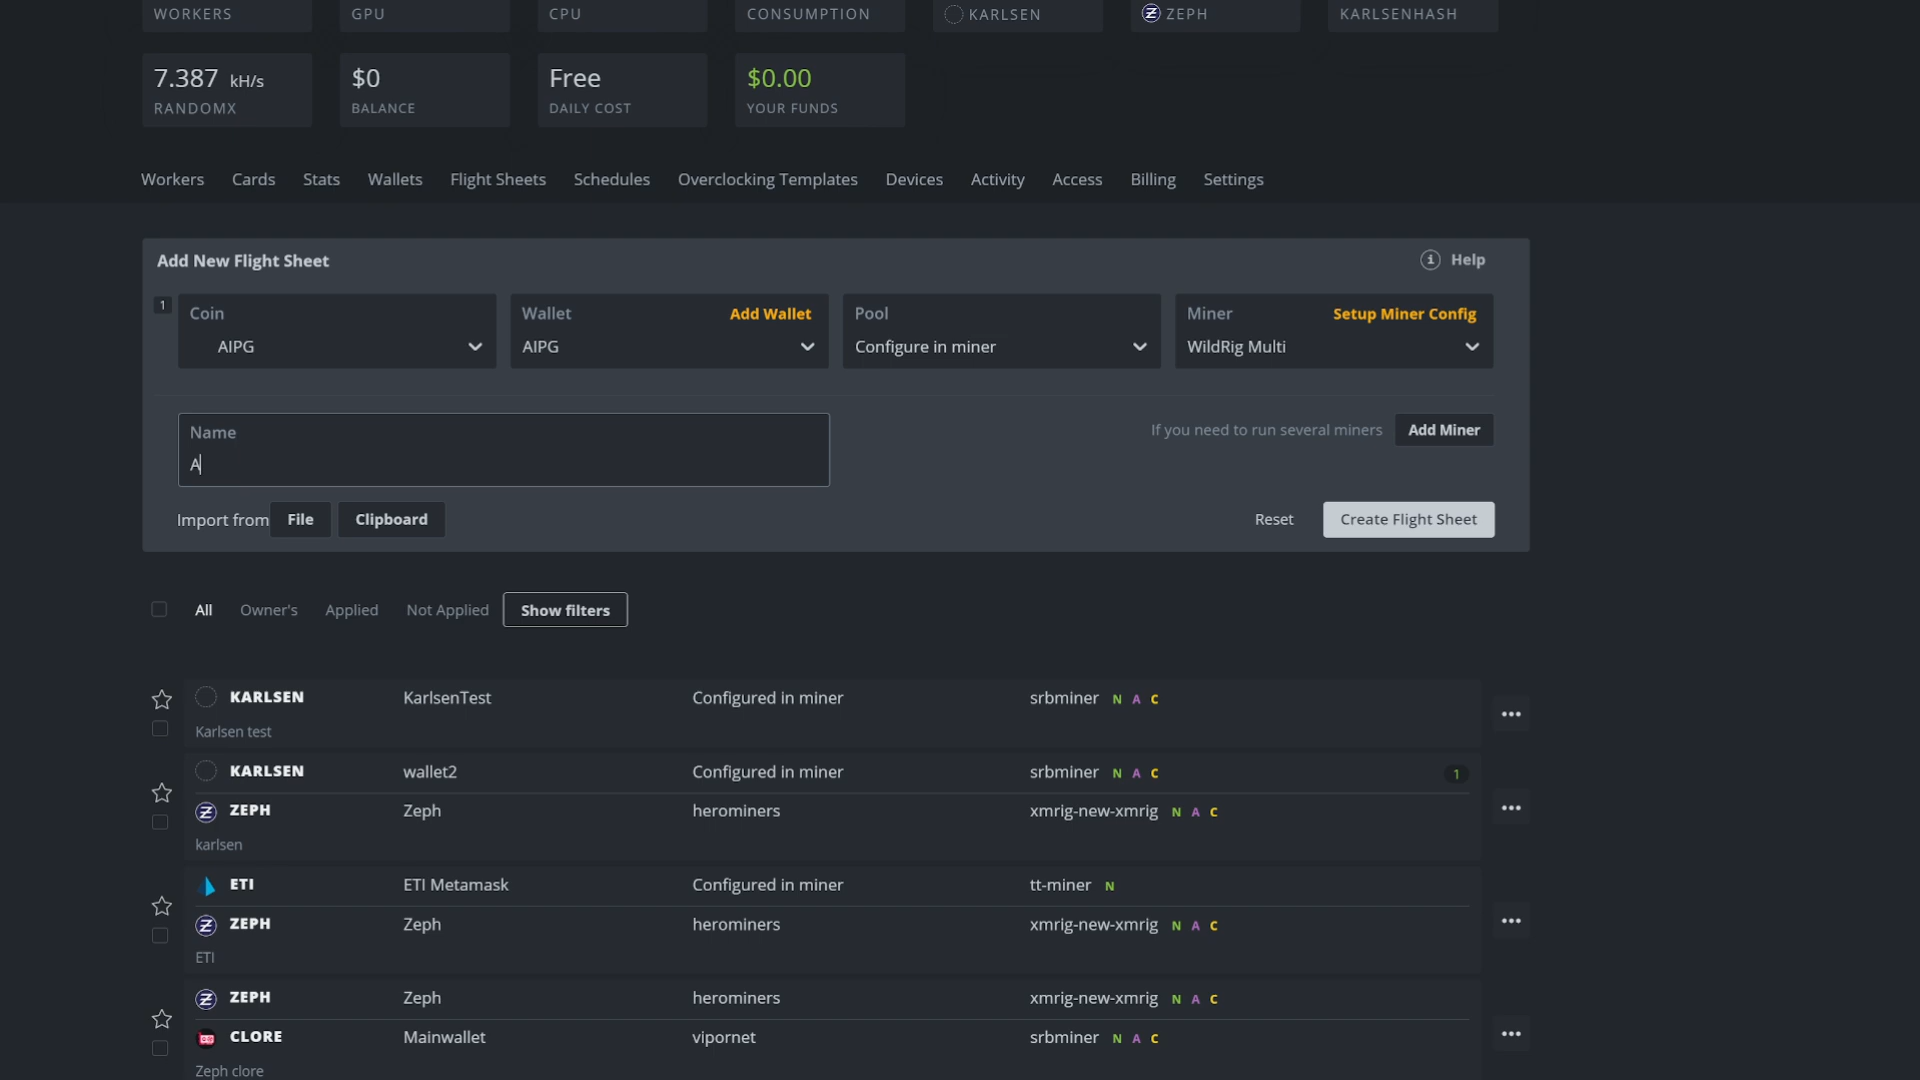 WORKERS GPU CPU CONSUMPTION KARLSEN ZEPH KARLSENHASH
7.387 kH/s $0 Free $0.00
RANDOMX BALANCE DAILY COST YOUR FUNDS
Workers Cards Stats Wallets Flight Sheets Schedules Overclocking Templates Devices Activity Access Billing Settings
Add New Flight Sheet Help
1 Coin Wallet Add Wallet Pool Miner Setup Miner Config
AIPG AIPG Configure in miner WildRig Multi
Name If you need to run several miners Add Miner
A
Import from File Clipboard Reset Create Flight Sheet
All Owner's Applied Not Applied Show filters
KARLSEN KarlsenTest Configured in miner srbminer N A C
Karlsen test
KARLSEN wallet2 Configured in miner srbminer N A C 1
ZEPH Zeph herominers xmrig-new-xmrig N A C
karlsen
ETI ETI Metamask Configured in miner tt-miner N
ZEPH Zeph herominers xmrig-new-xmrig N A C
ETI
ZEPH Zeph herominers xmrig-new-xmrig N A C
CLORE Mainwallet vipornet srbminer N A C
Zeph clore